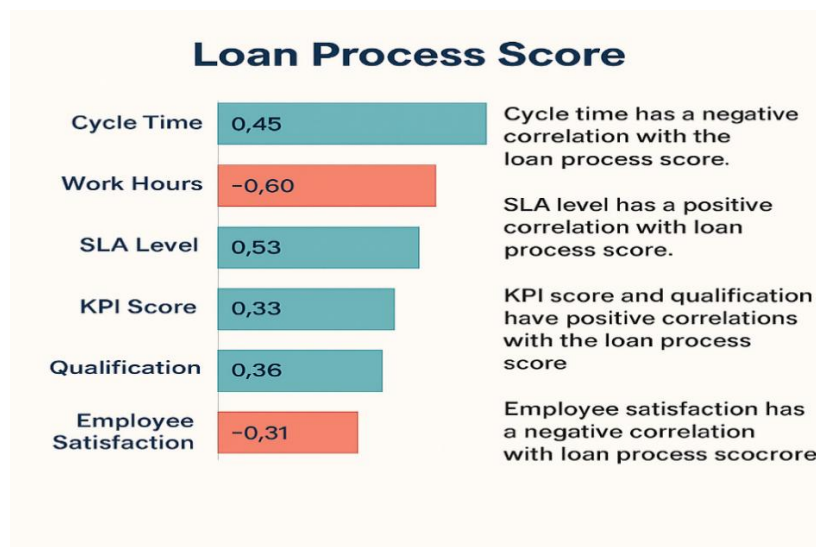 Loan Process Score
Cycle Time
0,45
Work Hours
−0,60
SLA Level
0,53
KPI Score
0,33
Qualification
0,36
Employee
Satisfaction
−0,31
Cycle time has a negative
correlation with the
loan process score.
SLA level has a positive
correlation with loan
process score.
KPI score and qualification
have positive correlations
with the loan process
score
Employee satisfaction has
a negative correlation
with loan process scocrore